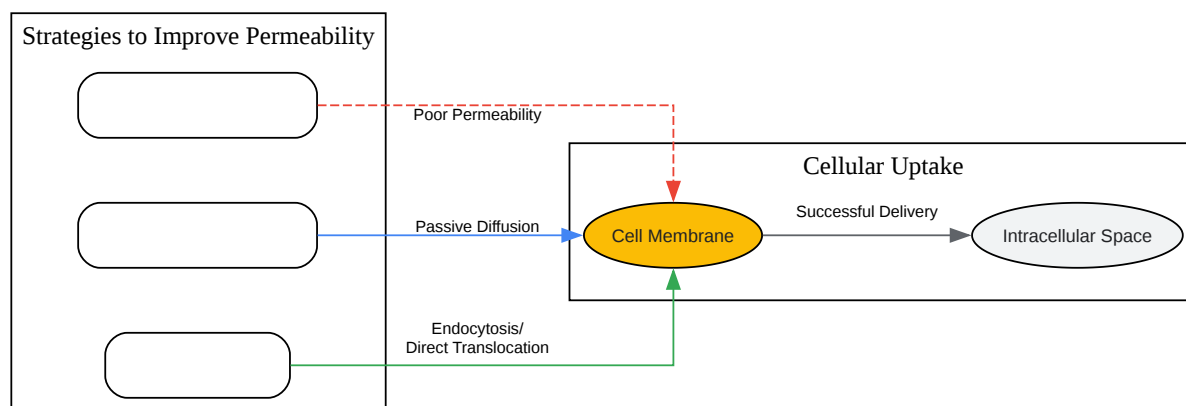 Strategies to Improve Permeability
Poor Permeability
Cellular Uptake
Passive Diffusion
Cell Membrane
Successful Delivery
Intracellular Space
Endocytosis/
Direct Translocation